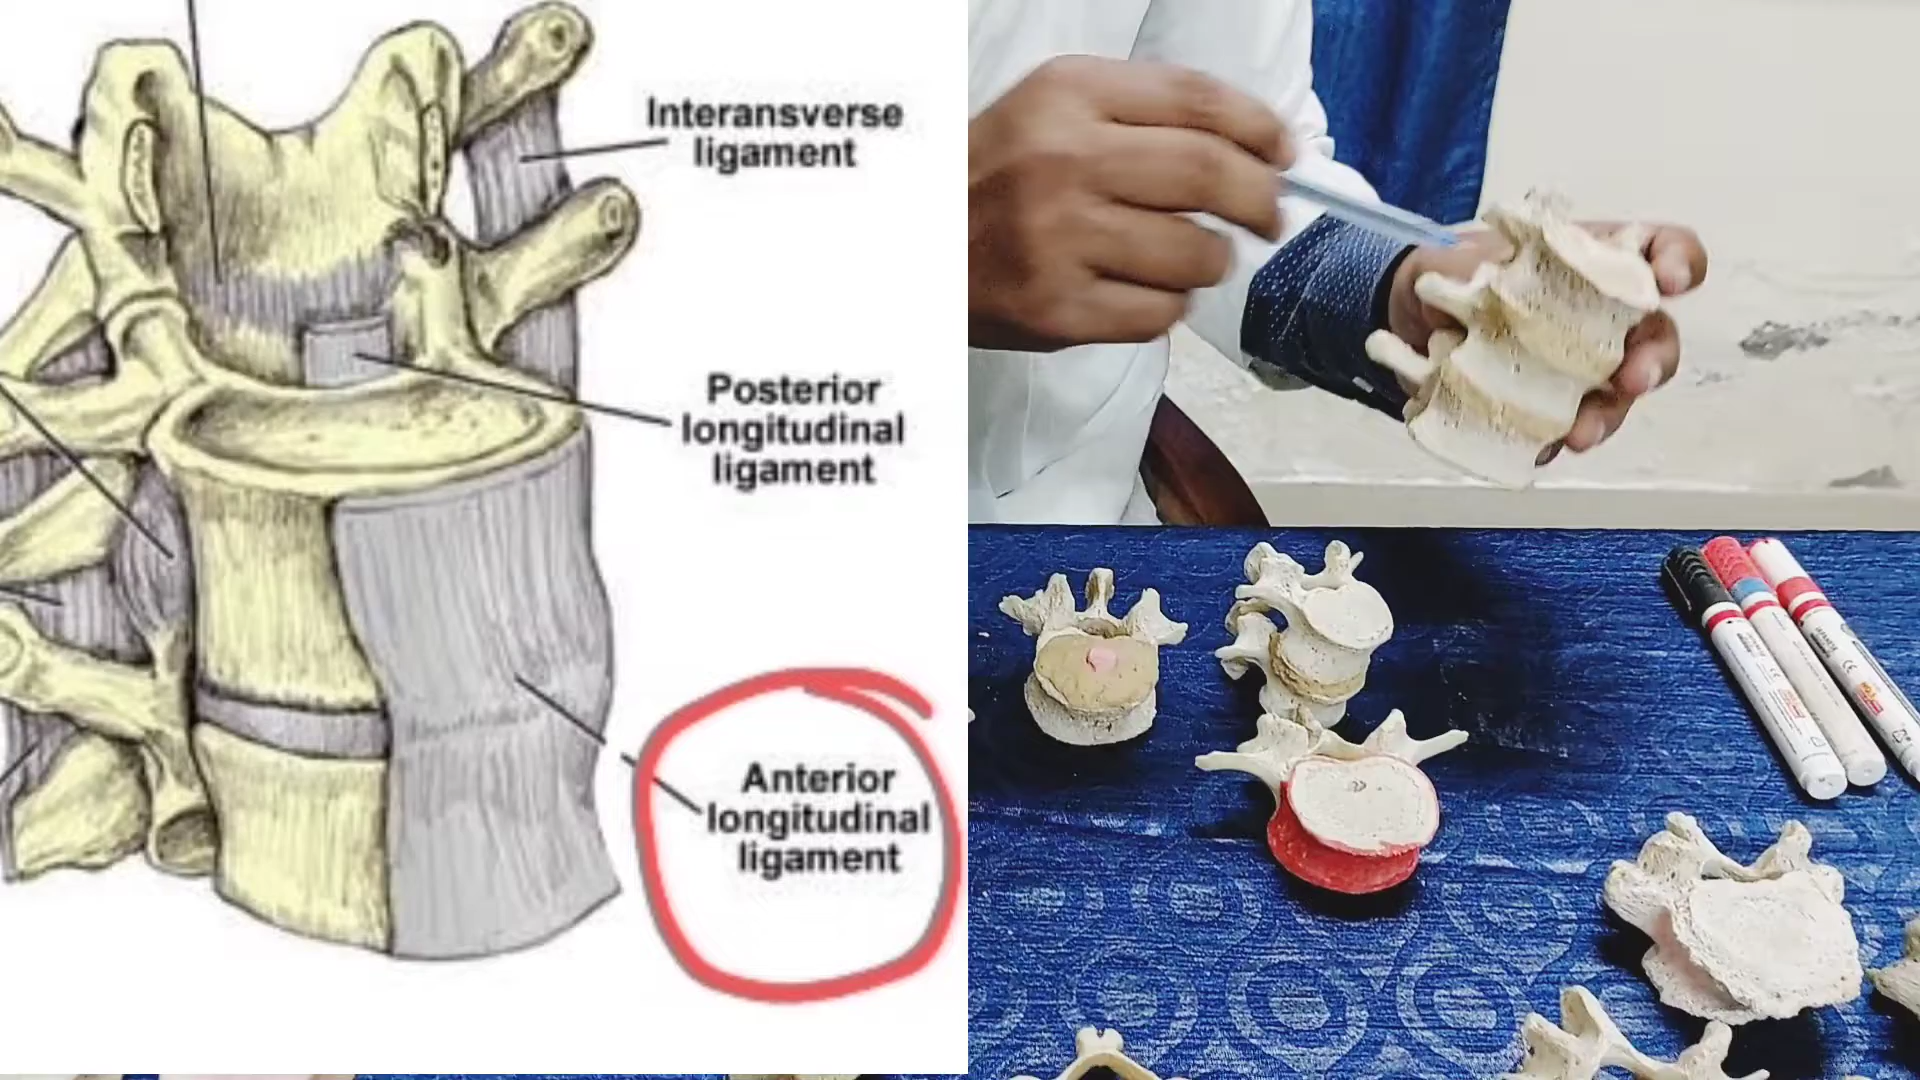 Interansverse
ligament
Posterior
longitudinal
ligament
Anterior
longitudinal
ligament